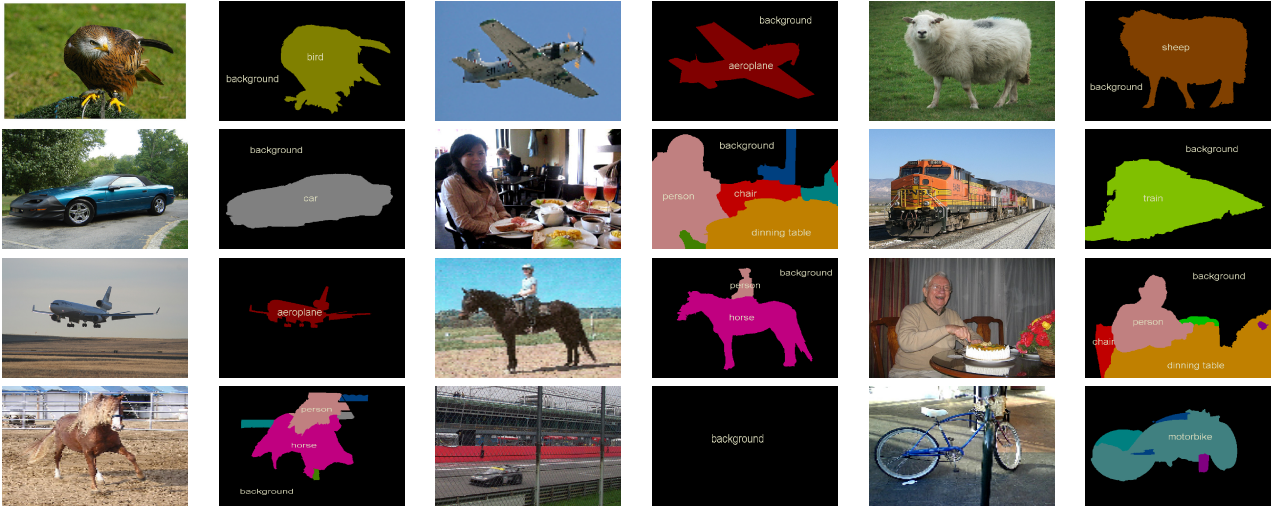 bird
background
background
aeroplane
sheep
background
background
car
background
person
chair
dinning table
background
train
aeroplane
background
person
horse
background
person
chair
dinning table
person
horse
background
background
motorbike